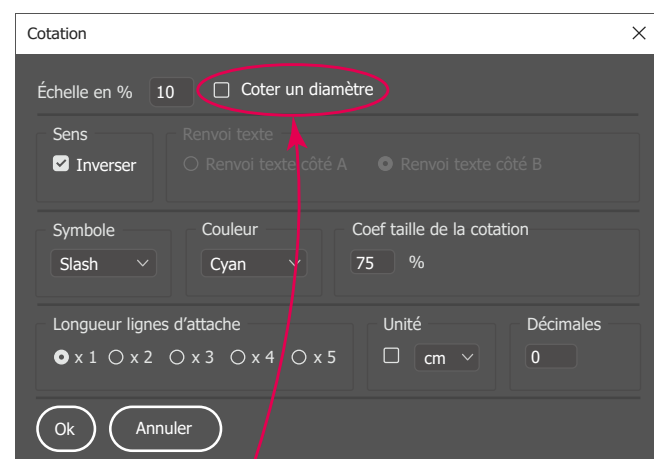 Cotation
Échelle en % 10 Coter un diamètre
Sens Renvoi texte
Inverser Renvoi texte côté A Renvoi texte côté B
Symbole Couleur Coef taille de la cotation
Slash Cyan 75 %
Longueur lignes d’attache Unité Décimales
x 1 x 2 x 3 x 4 x 5 cm 0
Ok Annuler